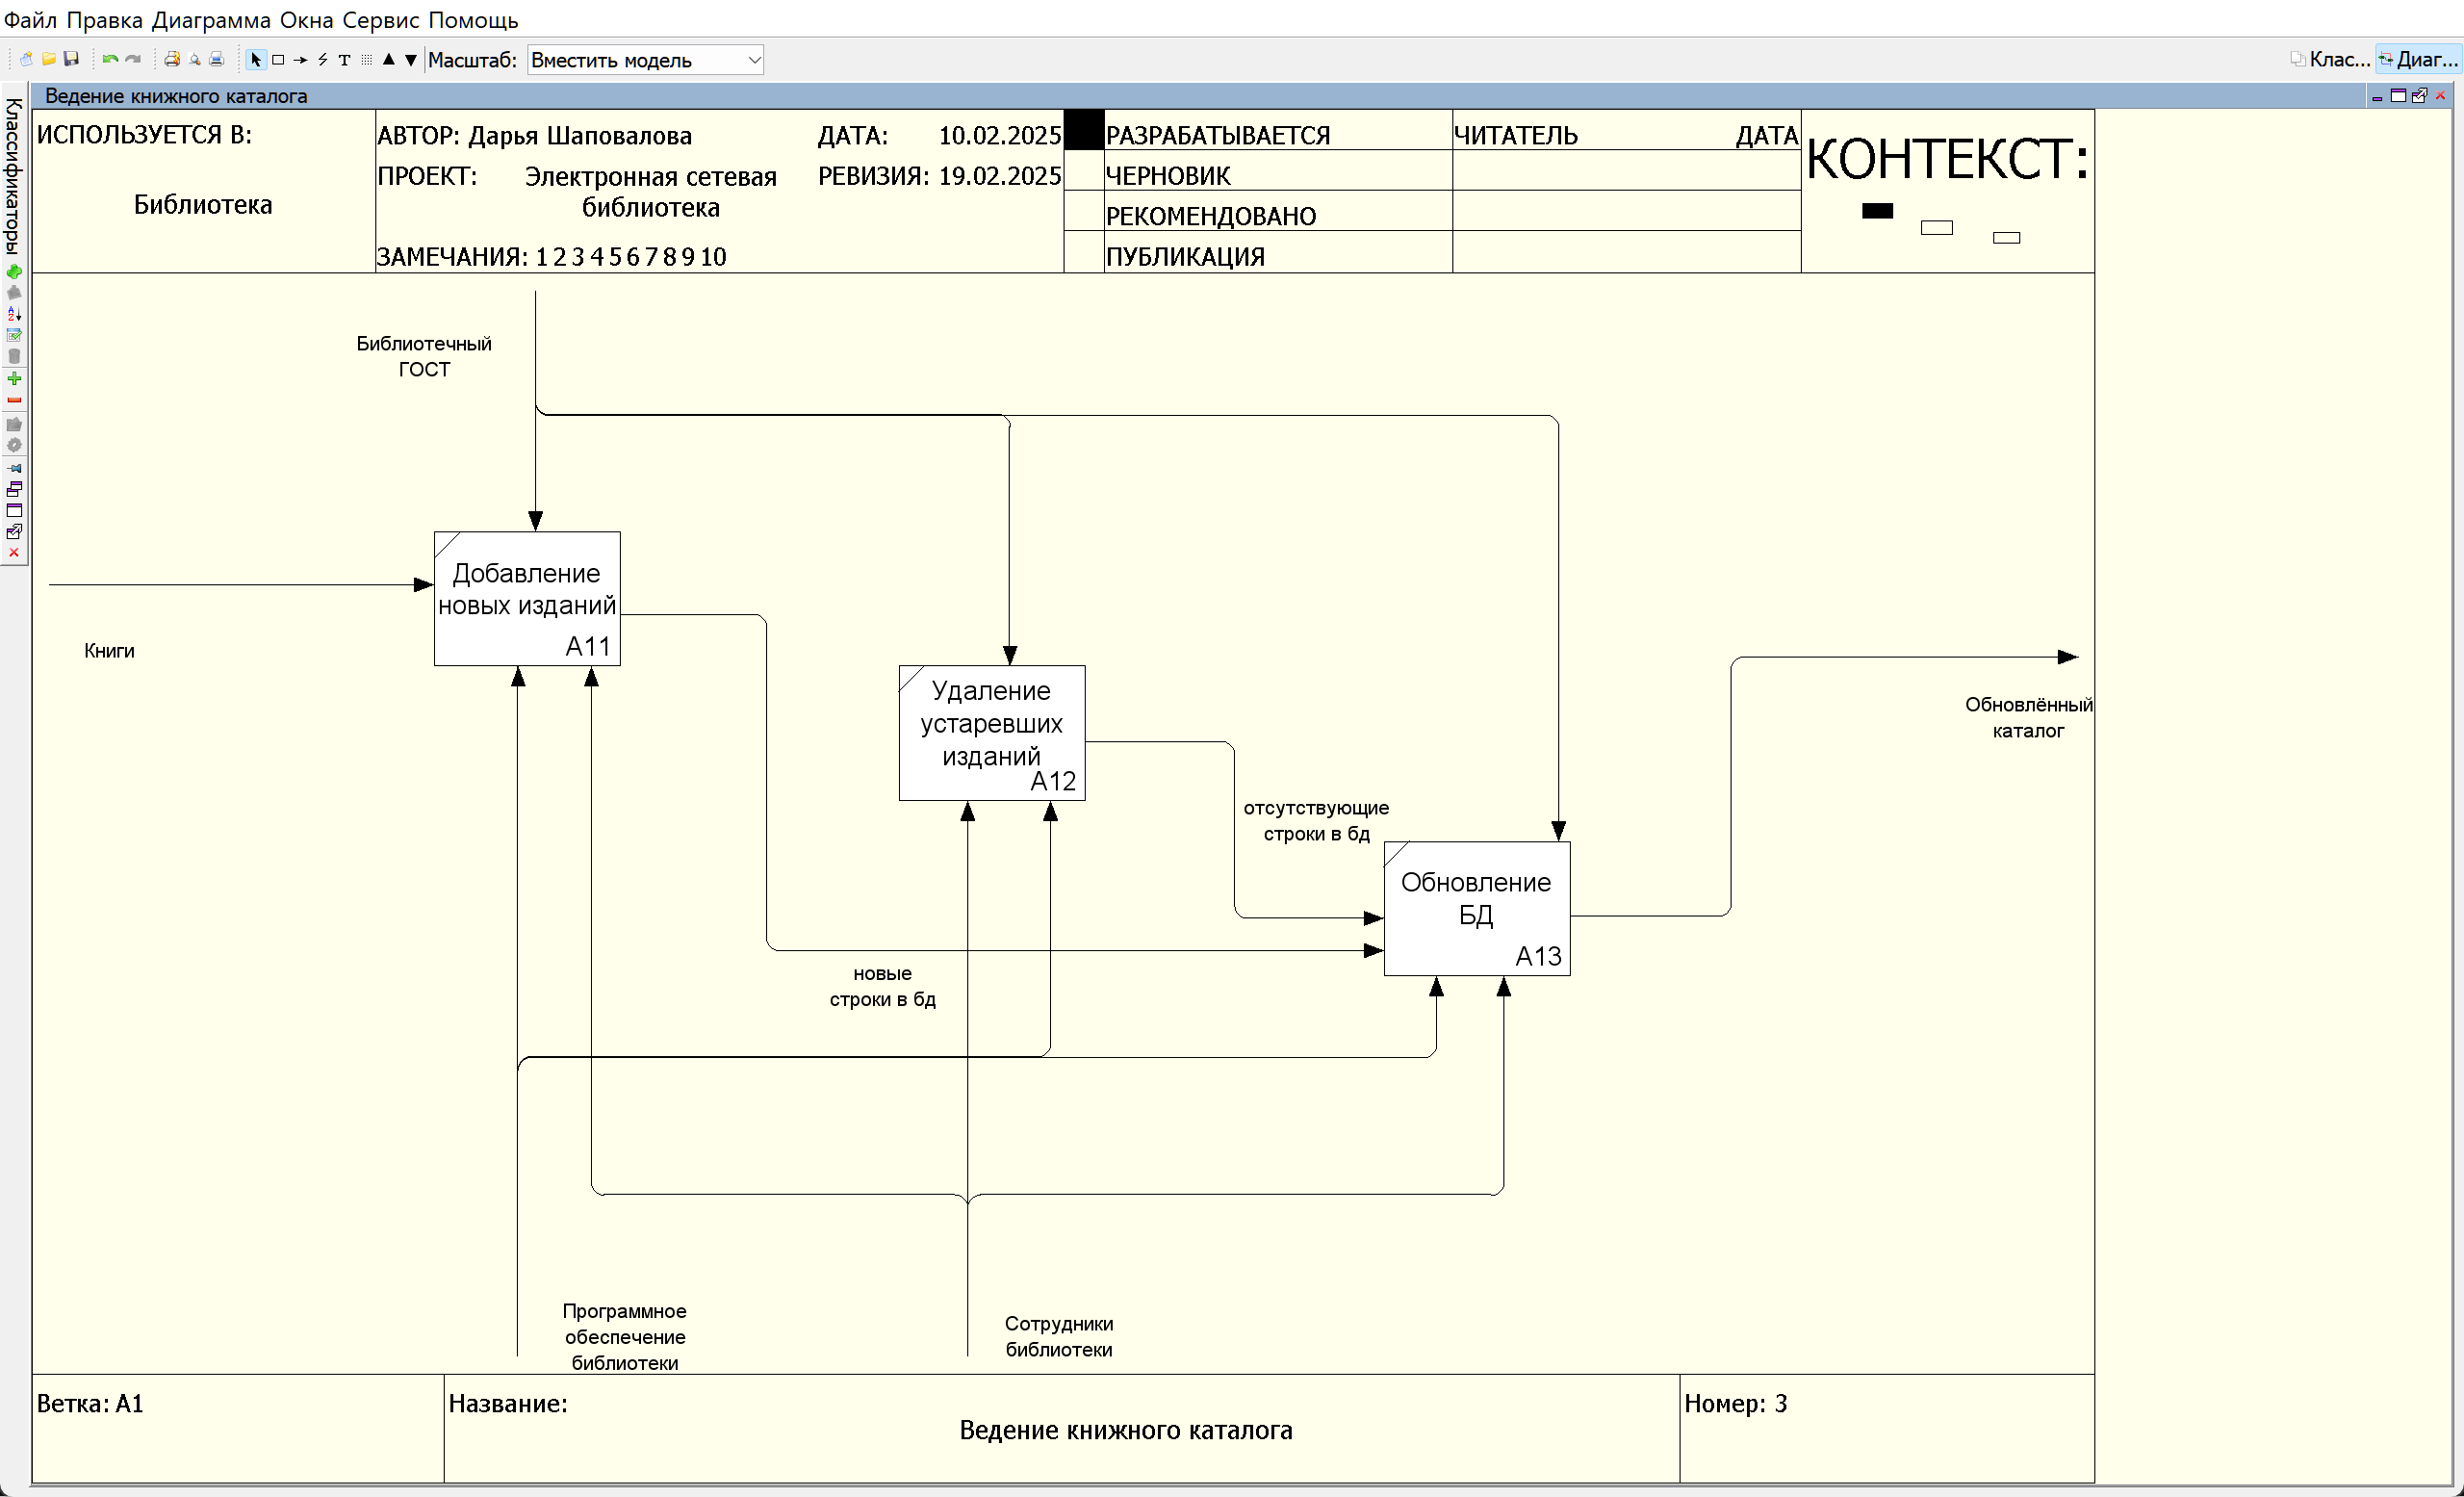 Файл Правка Диаграмма Окна Сервис Помощь
Масштаб: Вместить модель
Клас... Диаг...
Классификаторы
Ведение книжного каталога
ИСПОЛЬЗУЕТСЯ В:
Библиотека
АВТОР: Дарья Шаповалова ДАТА: 10.02.2025
ПРОЕКТ: Электронная сетевая РЕВИЗИЯ: 19.02.2025
библиотека
ЗАМЕЧАНИЯ: 1 2 3 4 5 6 7 8 9 10
РАЗРАБАТЫВАЕТСЯ
ЧЕРНОВИК
РЕКОМЕНДОВАНО
ПУБЛИКАЦИЯ
ЧИТАТЕЛЬ ДАТА
КОНТЕКСТ:
Библиотечный
ГОСТ
Добавление
новых изданий
A11
Книги
Удаление
устаревших
изданий
A12
Обновлённый
каталог
отсутствующие
строки в бд
Обновление
БД
A13
новые
строки в бд
Программное
обеспечение
библиотеки
Сотрудники
библиотеки
Ветка: A1
Название:
Ведение книжного каталога
Номер: 3